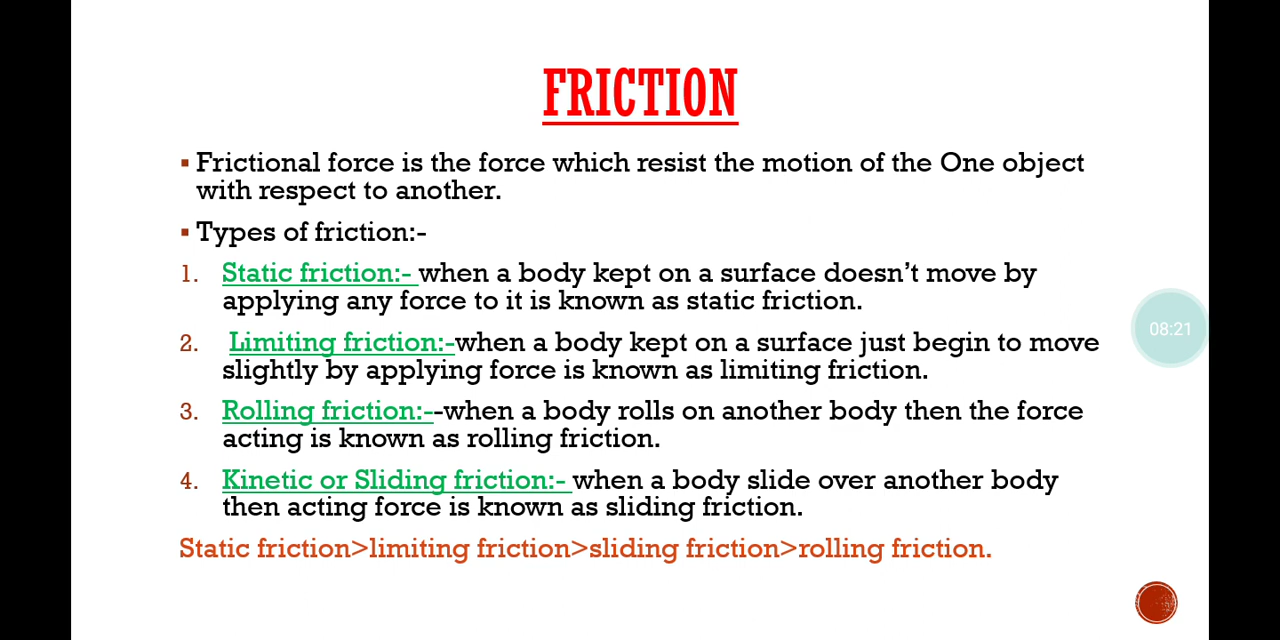 FRICTION
▪ Frictional force is the force which resist the motion of the One object
with respect to another.
▪ Types of friction:-
1. Static friction:- when a body kept on a surface doesn’t move by
applying any force to it is known as static friction.
2. Limiting friction:-when a body kept on a surface just begin to move
slightly by applying force is known as limiting friction.
08:21
3. Rolling friction:--when a body rolls on another body then the force
acting is known as rolling friction.
4. Kinetic or Sliding friction:- when a body slide over another body
then acting force is known as sliding friction.
Static friction>limiting friction>sliding friction>rolling friction.